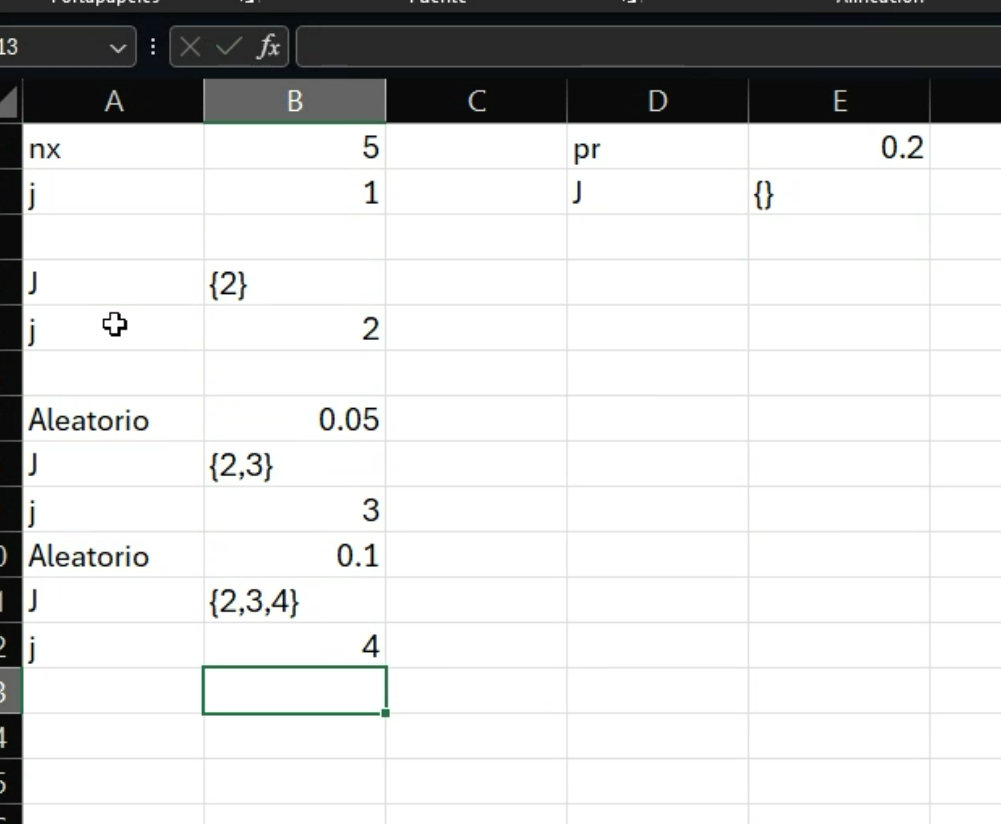 13 fx
A B C D E
nx 5 pr 0.2
j 1 J {}
J {2}
j 2
Aleatorio 0.05
J {2,3}
j 3
0 Aleatorio 0.1
1 J {2,3,4}
2 j 4
3
4
5